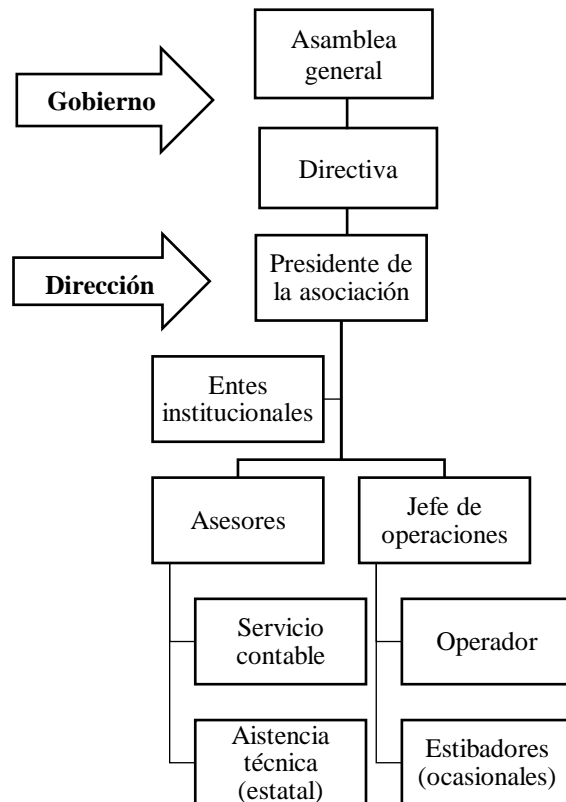 Asamblea
general
Gobierno
Directiva
Presidente de
la asociación
Dirección
Entes
institucionales
Asesores
Jefe de
operaciones
Servicio
contable
Operador
Aistencia
técnica
(estatal)
Estibadores
(ocasionales)